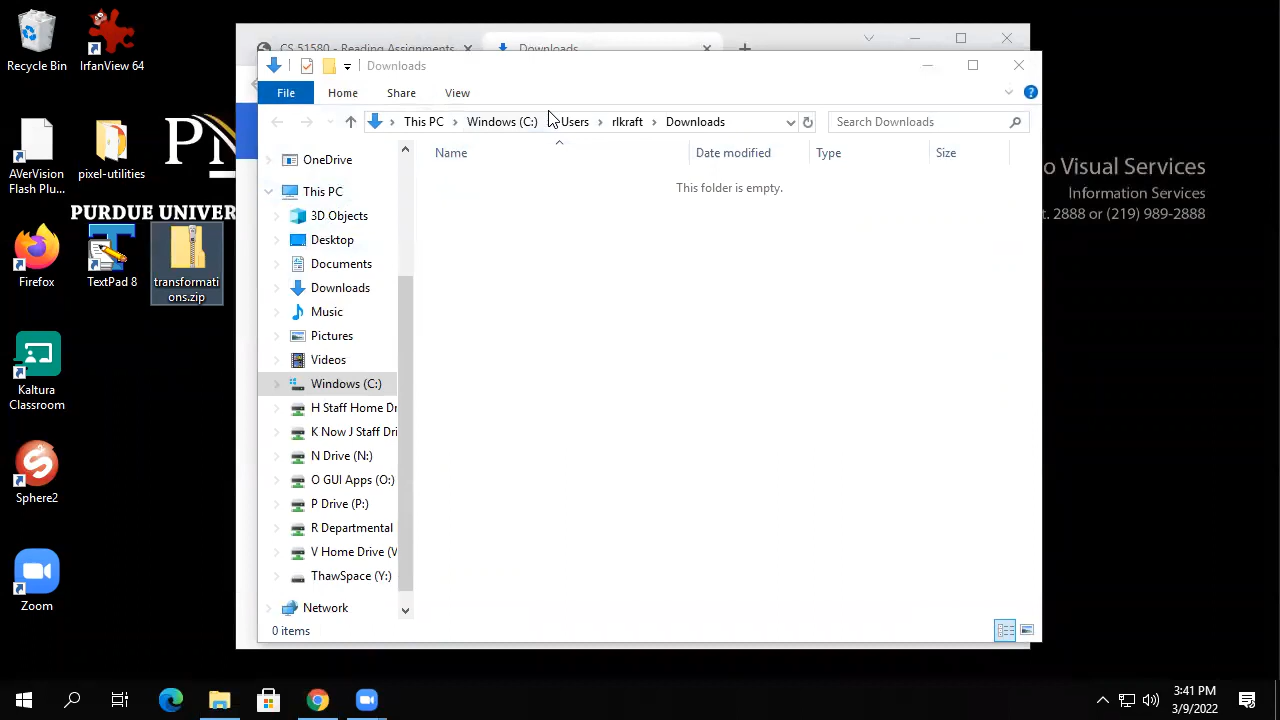 Recycle Bin
IrfanView 64
AVerVision
Flash Plu...
pixel-utilities
PURDUE UNIVER
Firefox
TextPad 8
transformati
ons.zip
Kaltura
Classroom
Sphere2
Zoom
CS 51580 - Reading Assignments
Downloads
Downloads
File
Home
Share
View
This PC
Windows (C:)
Users
rlkraft
Downloads
Search Downloads
Name
Date modified
Type
Size
This folder is empty.
OneDrive
This PC
3D Objects
Desktop
Documents
Downloads
Music
Pictures
Videos
Windows (C:)
H Staff Home Dr
K Now J Staff Dri
N Drive (N:)
O GUI Apps (O:)
P Drive (P:)
R Departmental
V Home Drive (V
ThawSpace (Y:)
Network
0 items
o Visual Services
Information Services
t. 2888 or (219) 989-2888
3:41 PM
3/9/2022